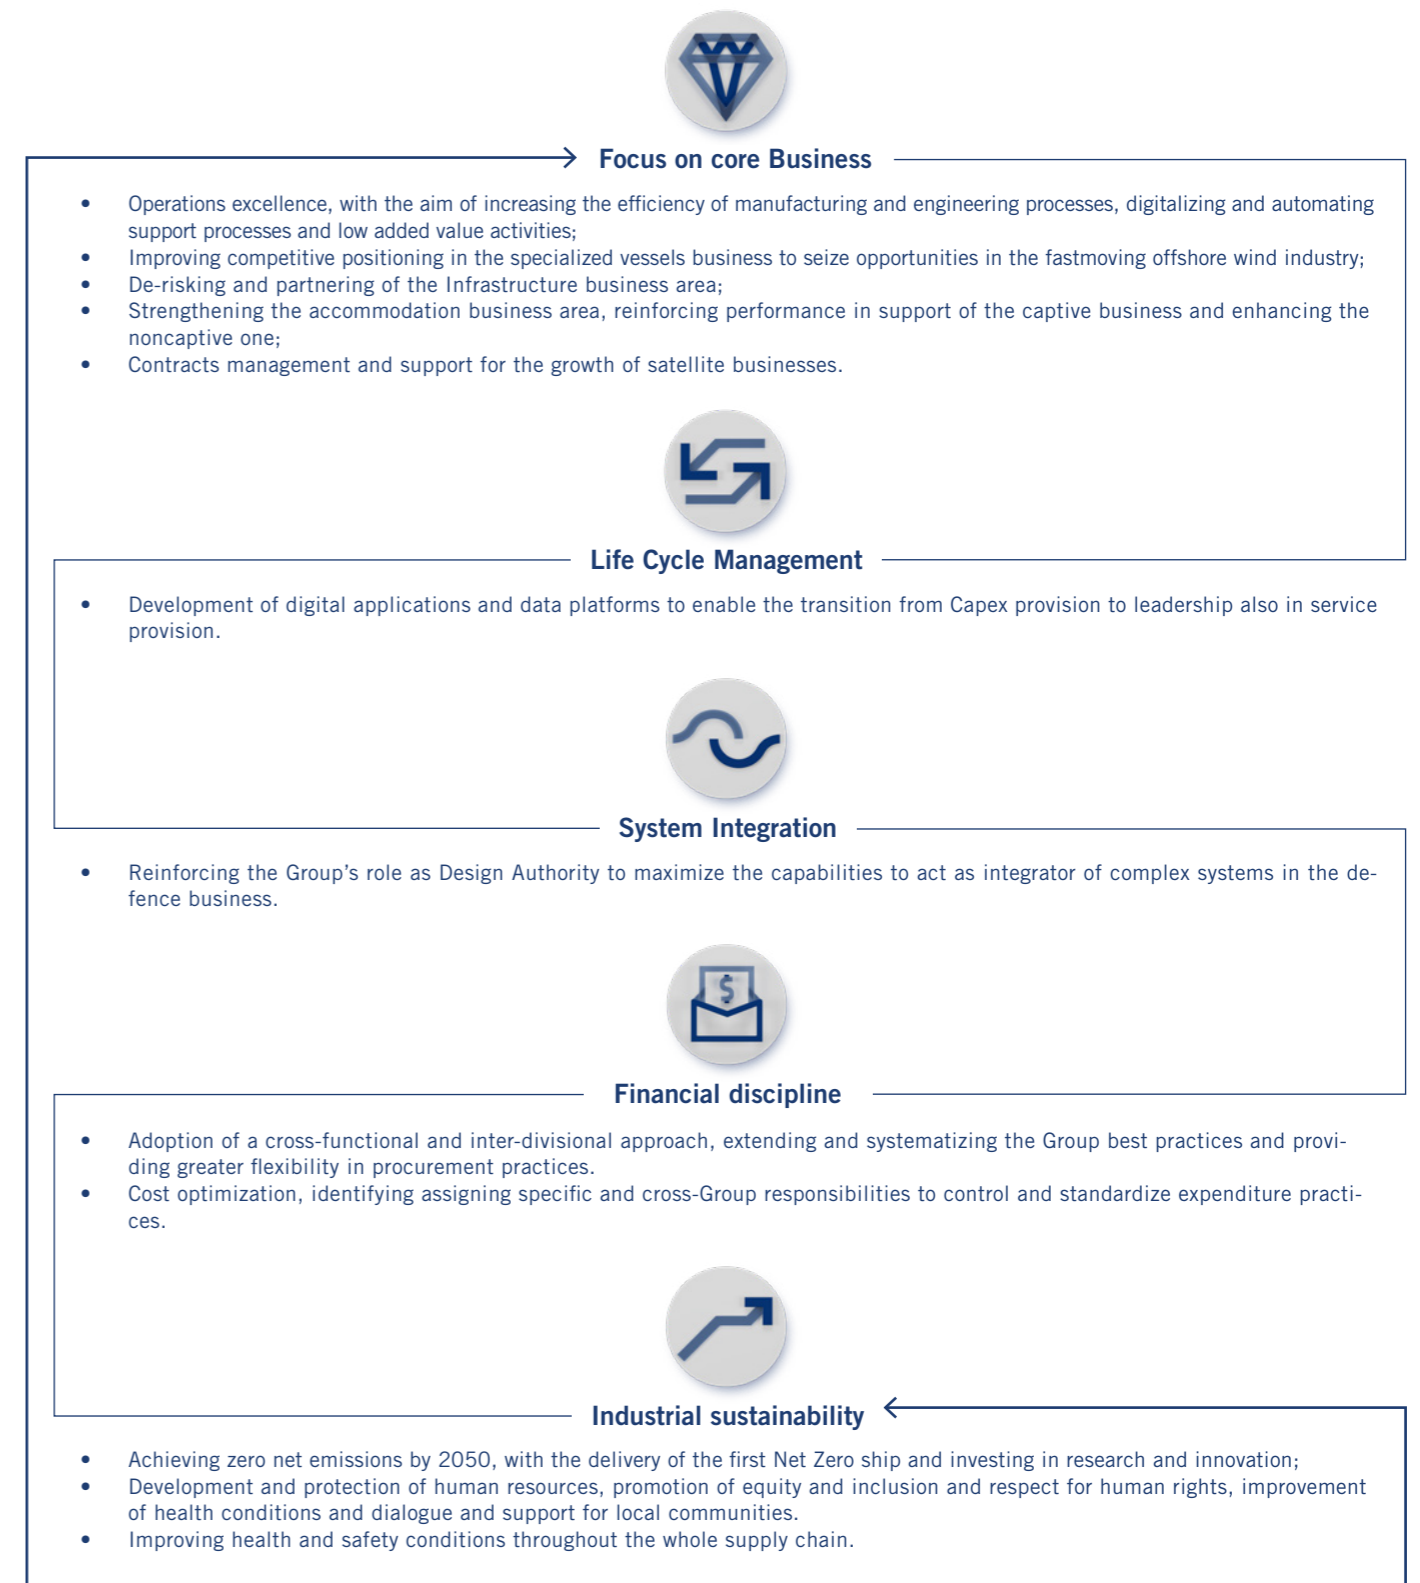 Focus on core Business
• Operations excellence, with the aim of increasing the efficiency of manufacturing and engineering processes, digitalizing and automating
support processes and low added value activities;
• Improving competitive positioning in the specialized vessels business to seize opportunities in the fastmoving offshore wind industry;
• De-risking and partnering of the Infrastructure business area;
• Strengthening the accommodation business area, reinforcing performance in support of the captive business and enhancing the
noncaptive one;
• Contracts management and support for the growth of satellite businesses.
Life Cycle Management
• Development of digital applications and data platforms to enable the transition from Capex provision to leadership also in service
provision.
System Integration
• Reinforcing the Group's role as Design Authority to maximize the capabilities to act as integrator of complex systems in the de-
fence business.
$
Financial discipline
• Adoption of a cross-functional and inter-divisional approach, extending and systematizing the Group best practices and provi-
ding greater flexibility in procurement practices.
• Cost optimization, identifying assigning specific and cross-Group responsibilities to control and standardize expenditure practi-
ces.
Industrial sustainability
• Achieving zero net emissions by 2050, with the delivery of the first Net Zero ship and investing in research and innovation;
• Development and protection of human resources, promotion of equity and inclusion and respect for human rights, improvement
of health conditions and dialogue and support for local communities.
• Improving health and safety conditions throughout the whole supply chain.